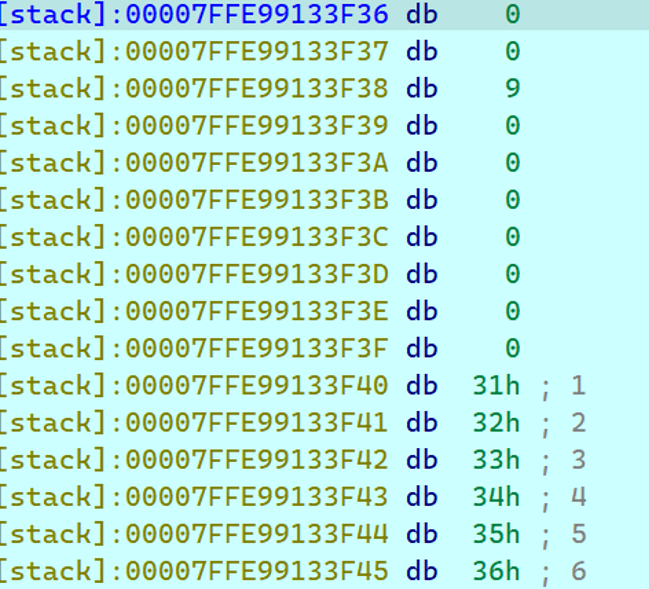 [stack]:00007FFE99133F36 db 0
[stack]:00007FFE99133F37 db 0
[stack]:00007FFE99133F38 db 9
[stack]:00007FFE99133F39 db 0
[stack]:00007FFE99133F3A db 0
[stack]:00007FFE99133F3B db 0
[stack]:00007FFE99133F3C db 0
[stack]:00007FFE99133F3D db 0
[stack]:00007FFE99133F3E db 0
[stack]:00007FFE99133F3F db 0
[stack]:00007FFE99133F40 db 31h ; 1
[stack]:00007FFE99133F41 db 32h ; 2
[stack]:00007FFE99133F42 db 33h ; 3
[stack]:00007FFE99133F43 db 34h ; 4
[stack]:00007FFE99133F44 db 35h ; 5
[stack]:00007FFE99133F45 db 36h ; 6